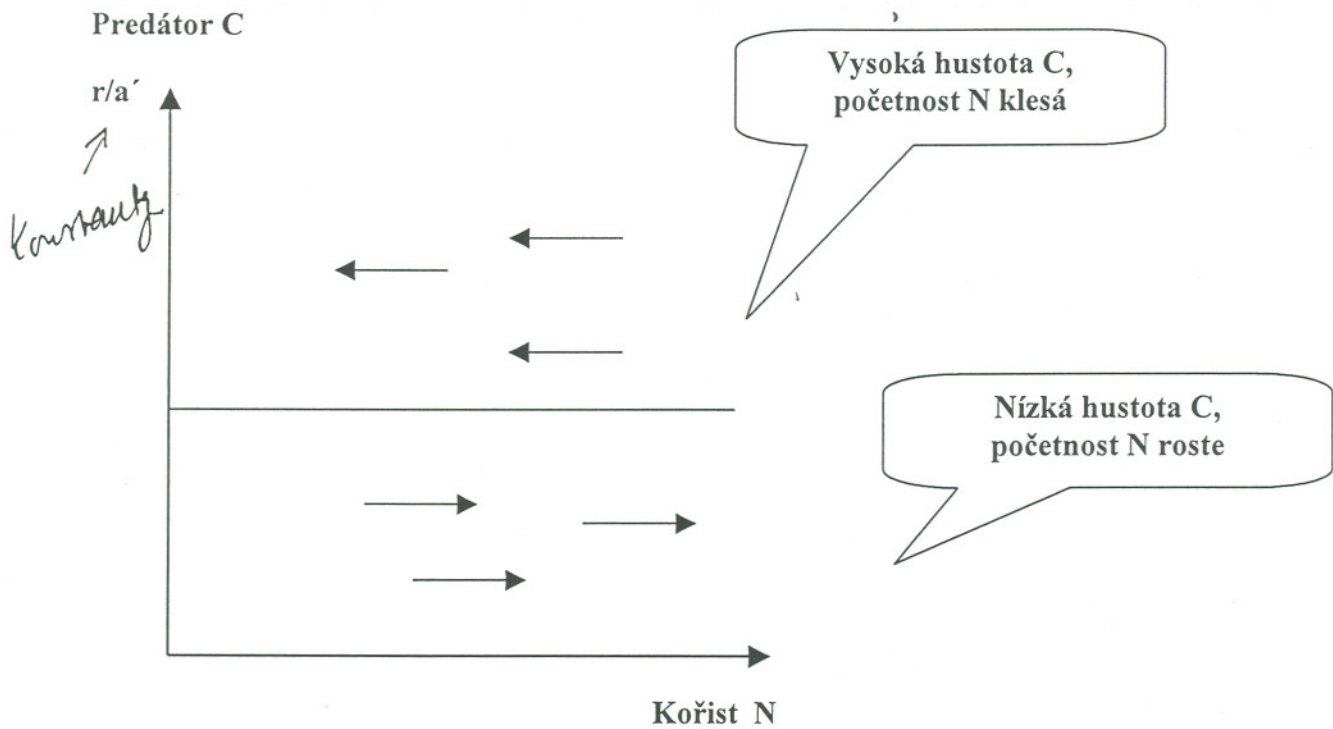 Predátor C
Vysoká hustota C,
početnost N klesá
r/a´
Konstanty
Nízká hustota C,
početnost N roste
Kořist N